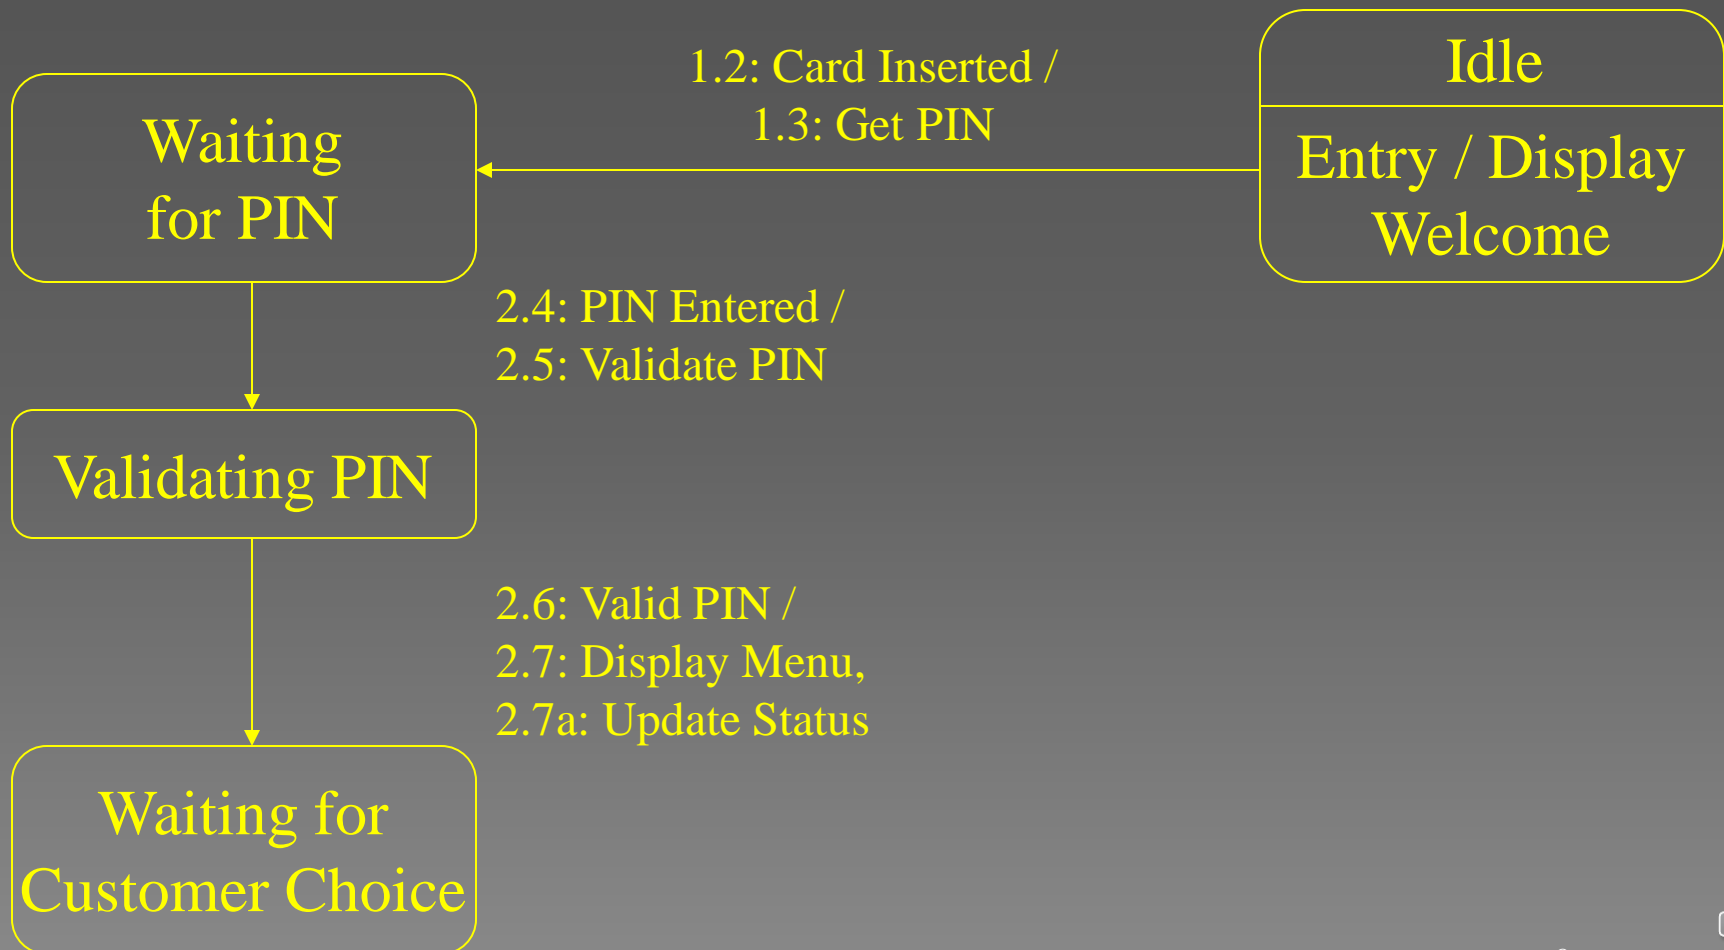 Idle
Entry / Display
Welcome
1.2: Card Inserted /
1.3: Get PIN
Waiting
for PIN
2.4: PIN Entered /
2.5: Validate PIN
Validating PIN
2.6: Valid PIN /
2.7: Display Menu,
2.7a: Update Status
Waiting for
Customer Choice